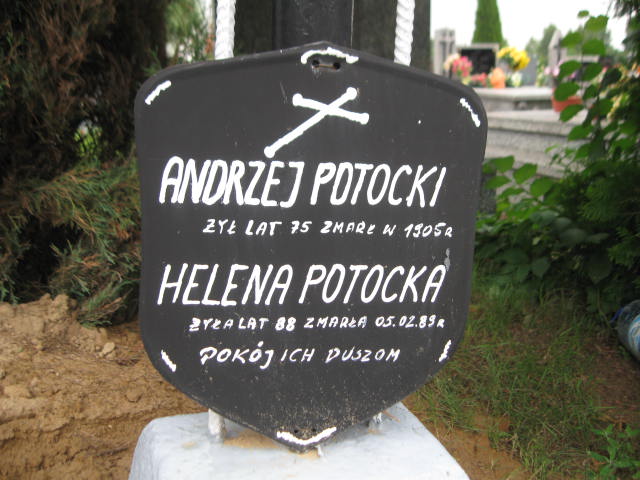 ANDRZEJ POTOCKI
ŻYŁ LAT 75 ZMARŁ W 1905R
HELENA POTOCKA
ŻYŁA LAT 88 ZMARŁA 05.02.89R
POKÓJ ICH DUSZOM